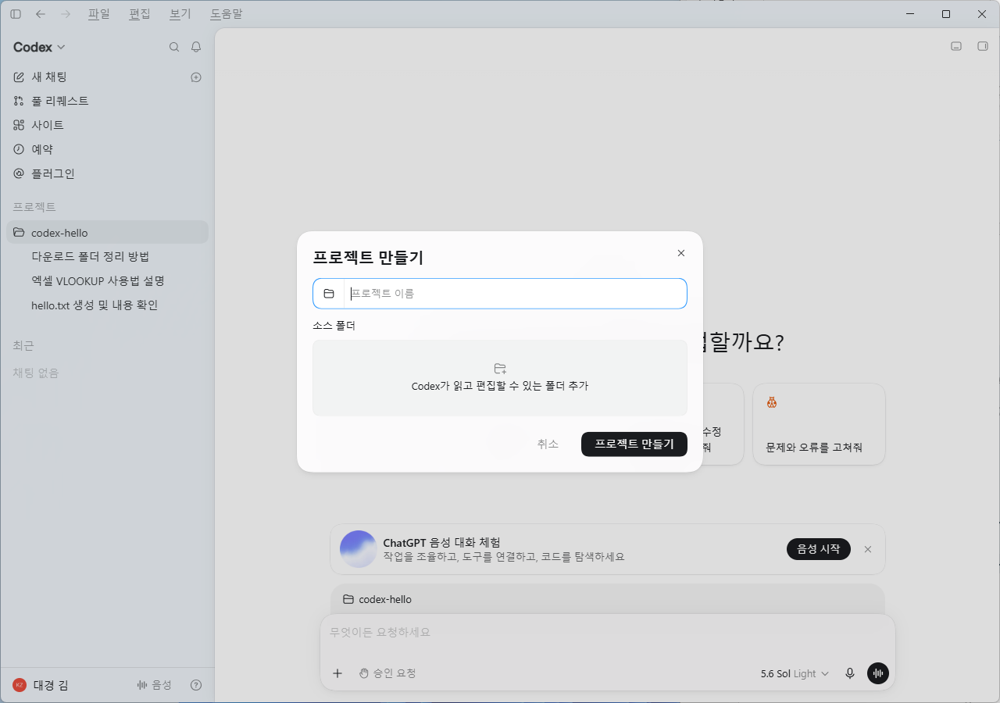 파일 편집 보기 도움말
Codex
새 채팅
풀 리퀘스트
사이트
예약
플러그인
프로젝트
codex-hello
다운로드 폴더 정리 방법
엑셀 VLOOKUP 사용법 설명
hello.txt 생성 및 내용 확인
최근
채팅 없음
대경 김
음성
프로젝트 만들기
프로젝트 이름
소스 폴더
Codex가 읽고 편집할 수 있는 폴더 추가
취소
프로젝트 만들기
할까요?
수정
줘
문제와 오류를 고쳐줘
ChatGPT 음성 대화 체험
작업을 조율하고, 도구를 연결하고, 코드를 탐색하세요
음성 시작
codex-hello
무엇이든 요청하세요
승인 요청
5.6 Sol Light